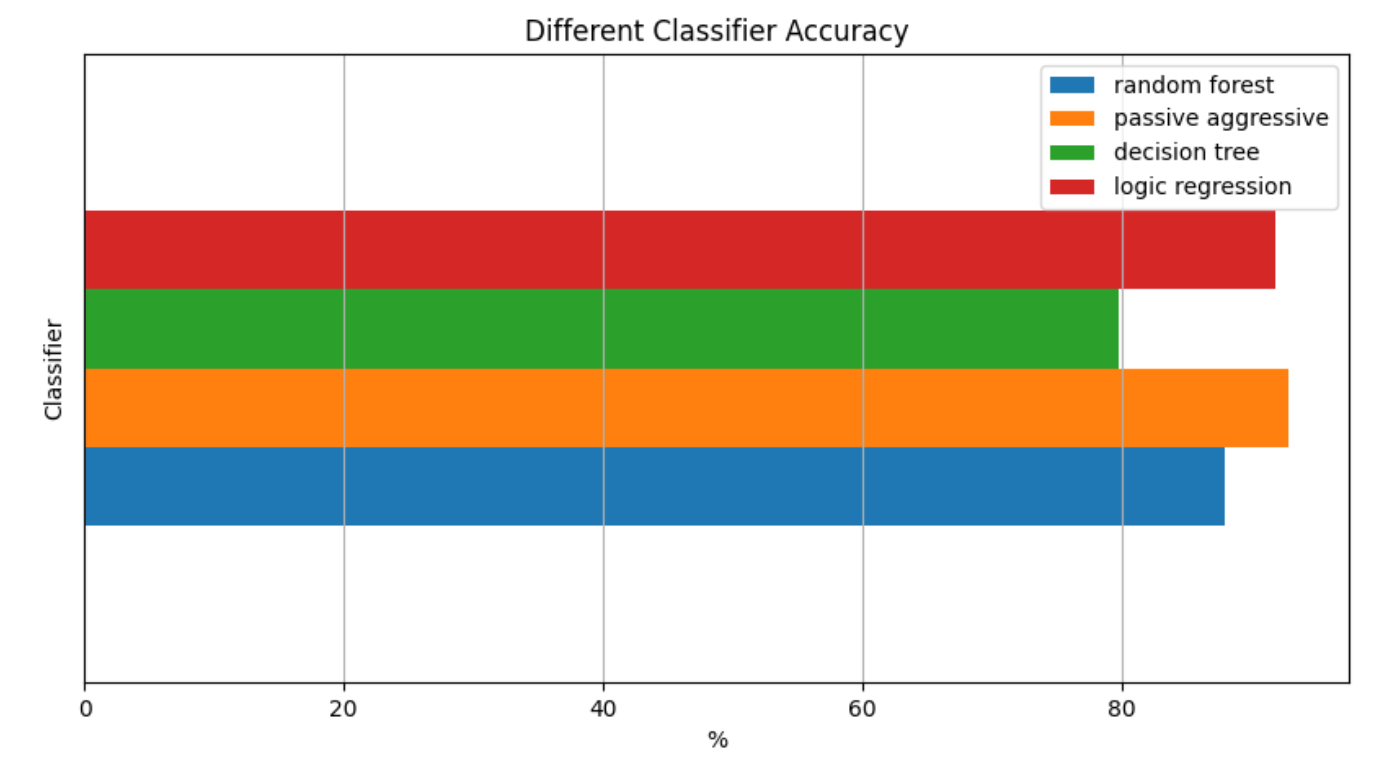 Different Classifier Accuracy
random forest
passive aggressive
decision tree
logic regression
Classifier
0 20 40 60 80
%